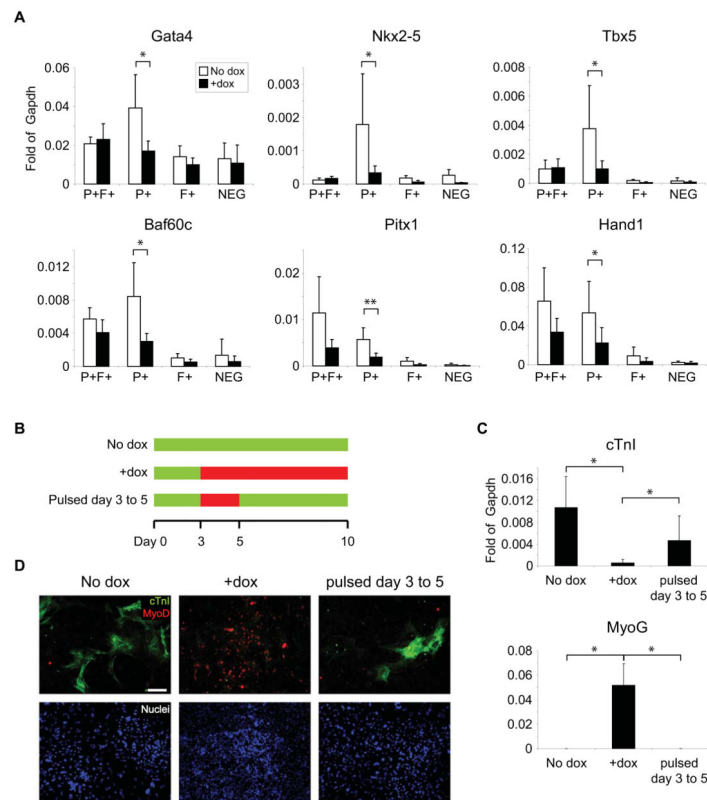 A
Gata4
Nkx2-5
Tbx5
Fold of Gapdh
0.06
0.04
0.02
0
*
No dox
+dox
P+F+ P+ F+ NEG
0.003
0.002
0.001
0
*
P+F+ P+ F+ NEG
0.008
0.006
0.004
0.002
0
*
P+F+ P+ F+ NEG
Baf60c
Pitx1
Hand1
0.012
0.008
0.004
0
*
P+F+ P+ F+ NEG
0.02
0.01
0
**
P+F+ P+ F+ NEG
0.12
0.08
0.04
0
*
P+F+ P+ F+ NEG
B
No dox
+dox
Pulsed day 3 to 5
Day 0 3 5 10
C
cTnI
Fold of Gapdh
0.016
0.012
0.008
0.004
0
*
*
No dox +dox pulsed
day 3 to 5
MyoG
0.08
0.06
0.04
0.02
0
*
*
No dox +dox pulsed
day 3 to 5
D
No dox +dox pulsed day 3 to 5
cTnI
MyoD
Nuclei